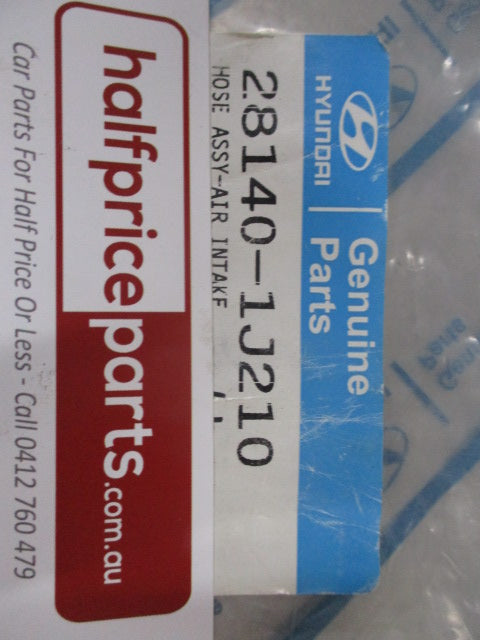 HYUNDAI
Genuine
Parts
28140-1J210
HOSE ASSY-AIR INTAKE
halfpriceparts.com.au
Car Parts For Half Price Or Less - Call 0412 760 479
Parts